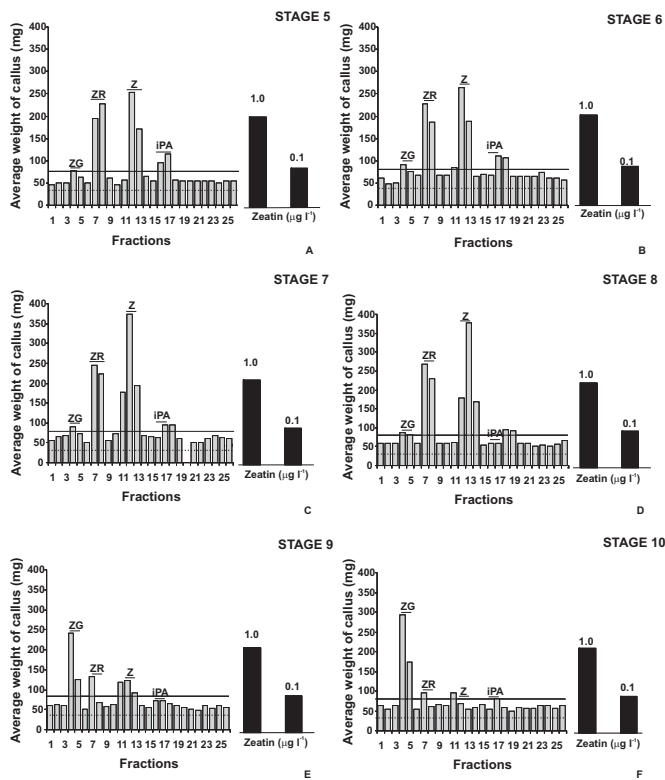 STAGE 5
Average weight of callus (mg)
400
350
300
250
200
150
100
50
0
ZG
ZR
Z
iPA
1.0
0.1
1 3 5 7 9 11 13 15 17 19 21 23 25
Zeatin (µg l⁻¹)
Fractions
A
STAGE 6
Average weight of callus (mg)
400
350
300
250
200
150
100
50
0
ZG
ZR
Z
iPA
1.0
0.1
1 3 5 7 9 11 13 15 17 19 21 23 25
Zeatin (µg l⁻¹)
Fractions
B
STAGE 7
Average weight of callus (mg)
400
350
300
250
200
150
100
50
0
ZG
ZR
Z
iPA
1.0
0.1
1 3 5 7 9 11 13 15 17 19 21 23 25
Zeatin (µg l⁻¹)
Fractions
C
STAGE 8
Average weight of callus (mg)
400
350
300
250
200
150
100
50
0
ZG
ZR
Z
iPA
1.0
0.1
1 3 5 7 9 11 13 15 17 19 21 23 25
Zeatin (µg l⁻¹)
Fractions
D
STAGE 9
Average weight of callus (mg)
400
350
300
250
200
150
100
50
0
ZG
ZR
Z
iPA
1.0
0.1
1 3 5 7 9 11 13 15 17 19 21 23 25
Zeatin (µg l⁻¹)
Fractions
E
STAGE 10
Average weight of callus (mg)
400
350
300
250
200
150
100
50
0
ZG
ZR
Z
iPA
1.0
0.1
1 3 5 7 9 11 13 15 17 19 21 23 25
Zeatin (µg l⁻¹)
Fractions
F